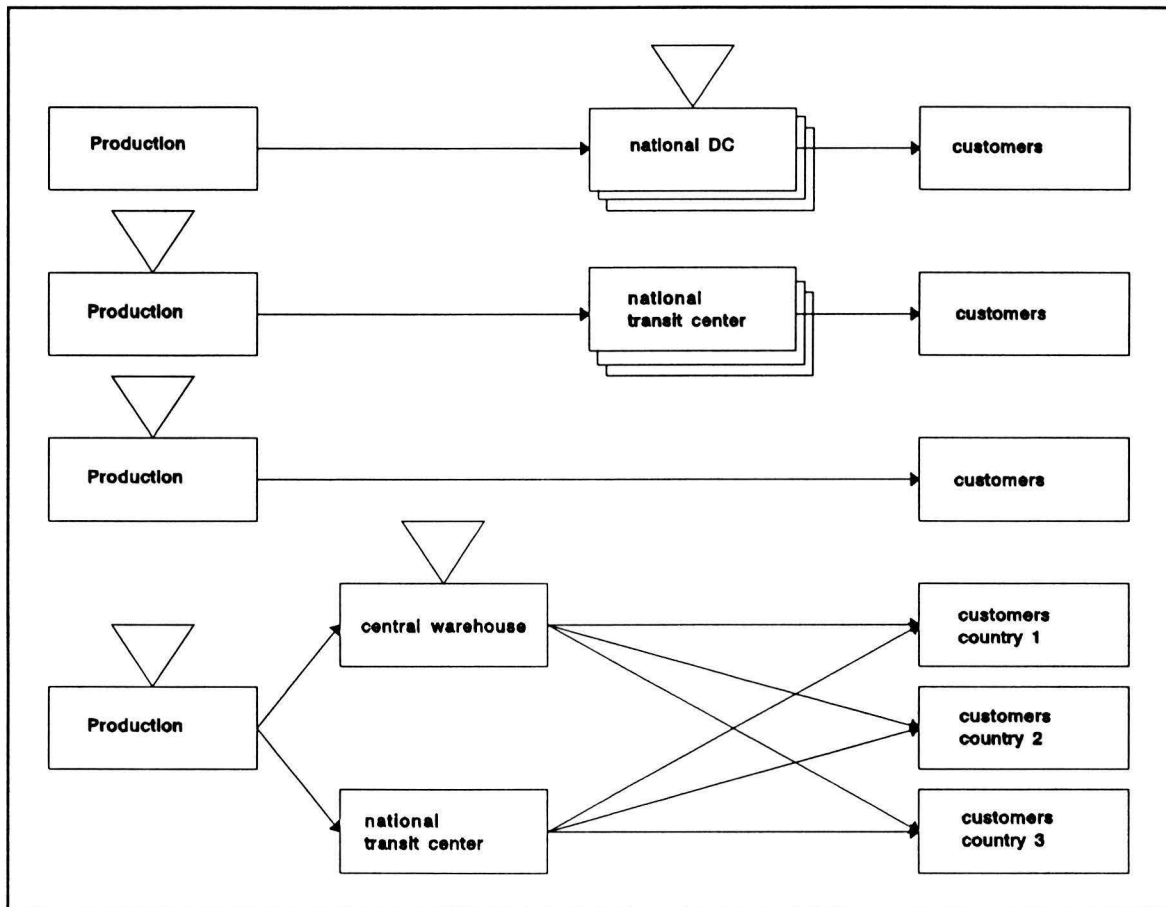 Production
national DC
customers
Production
national
transit center
customers
Production
customers
central warehouse
customers
country 1
Production
customers
country 2
national
transit center
customers
country 3